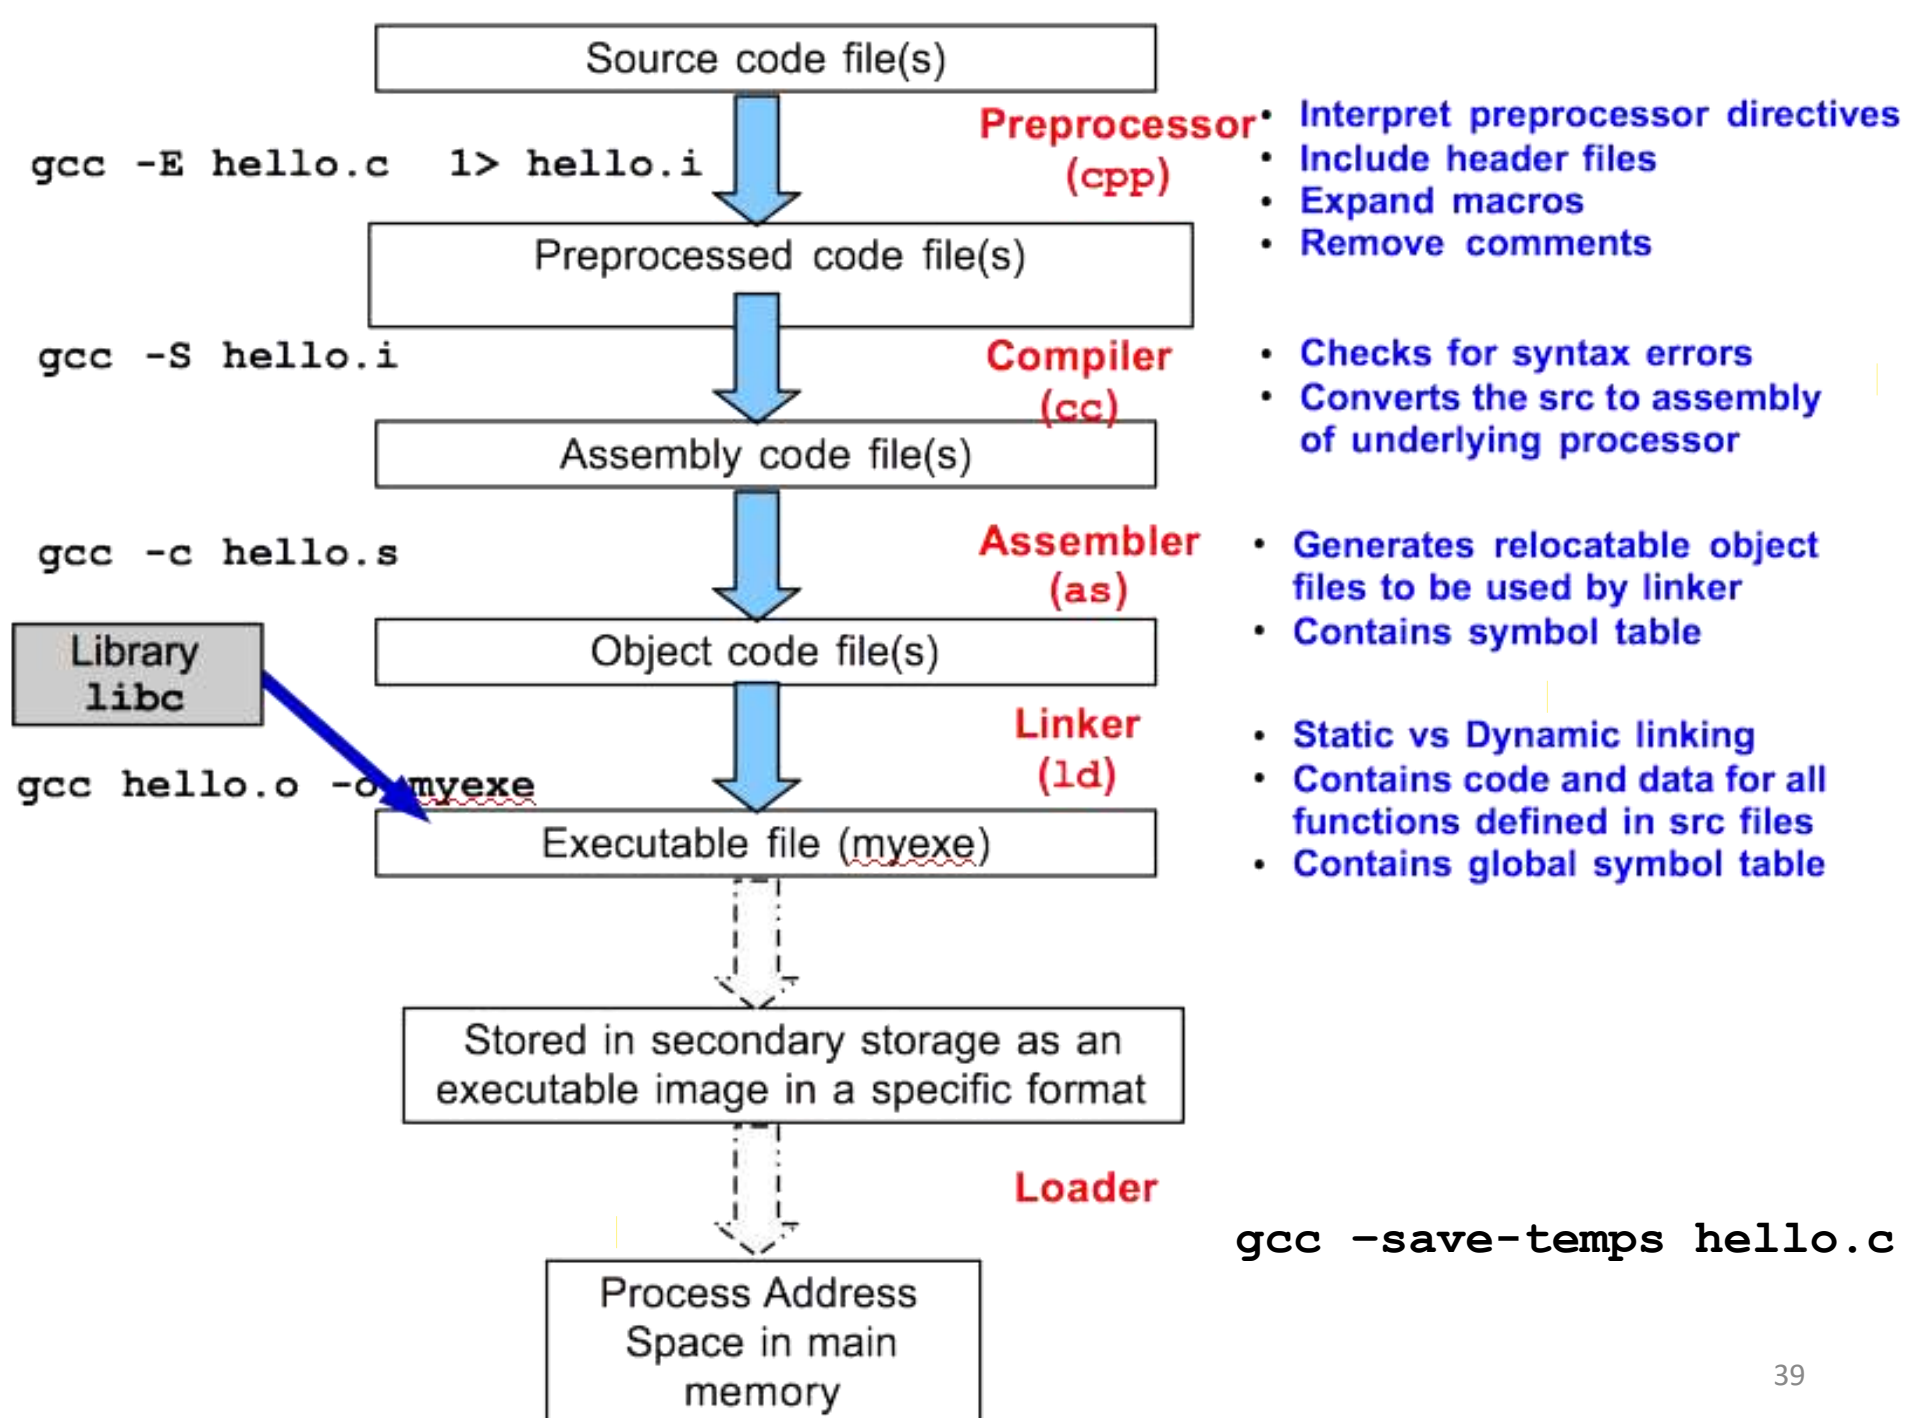 Source code file(s)
gcc -E hello.c  1> hello.i
Preprocessor
(cpp)
• Interpret preprocessor directives
• Include header files
• Expand macros
• Remove comments
Preprocessed code file(s)
gcc -S hello.i
Compiler
(cc)
• Checks for syntax errors
• Converts the src to assembly
of underlying processor
Assembly code file(s)
gcc -c hello.s
Assembler
(as)
• Generates relocatable object
files to be used by linker
• Contains symbol table
Object code file(s)
Library
libc
gcc hello.o -o myexe
Linker
(ld)
• Static vs Dynamic linking
• Contains code and data for all
functions defined in src files
• Contains global symbol table
Executable file (myexe)
Stored in secondary storage as an
executable image in a specific format
Loader
gcc –save-temps hello.c
Process Address
Space in main
memory
39